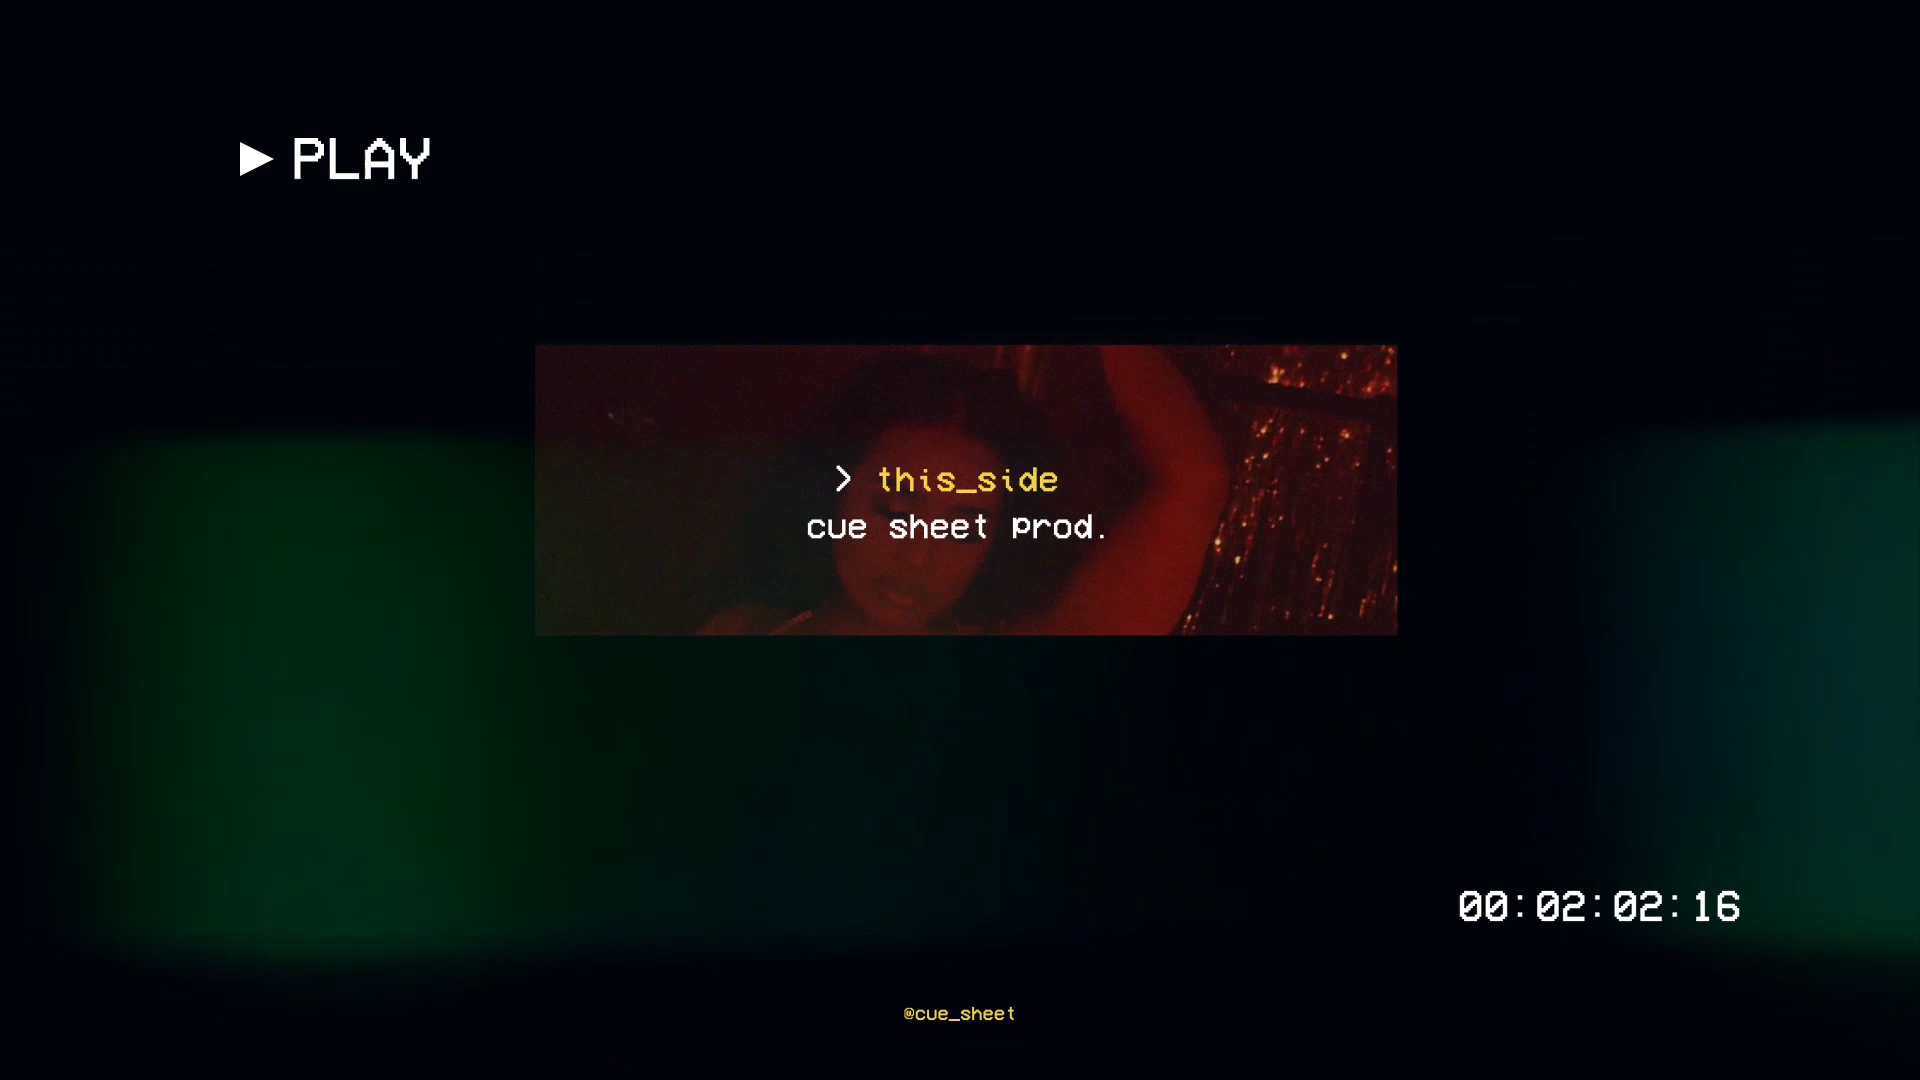 ▶ PLAY
> this_side
cue sheet prod.
00:02:02:16
@cue_sheet